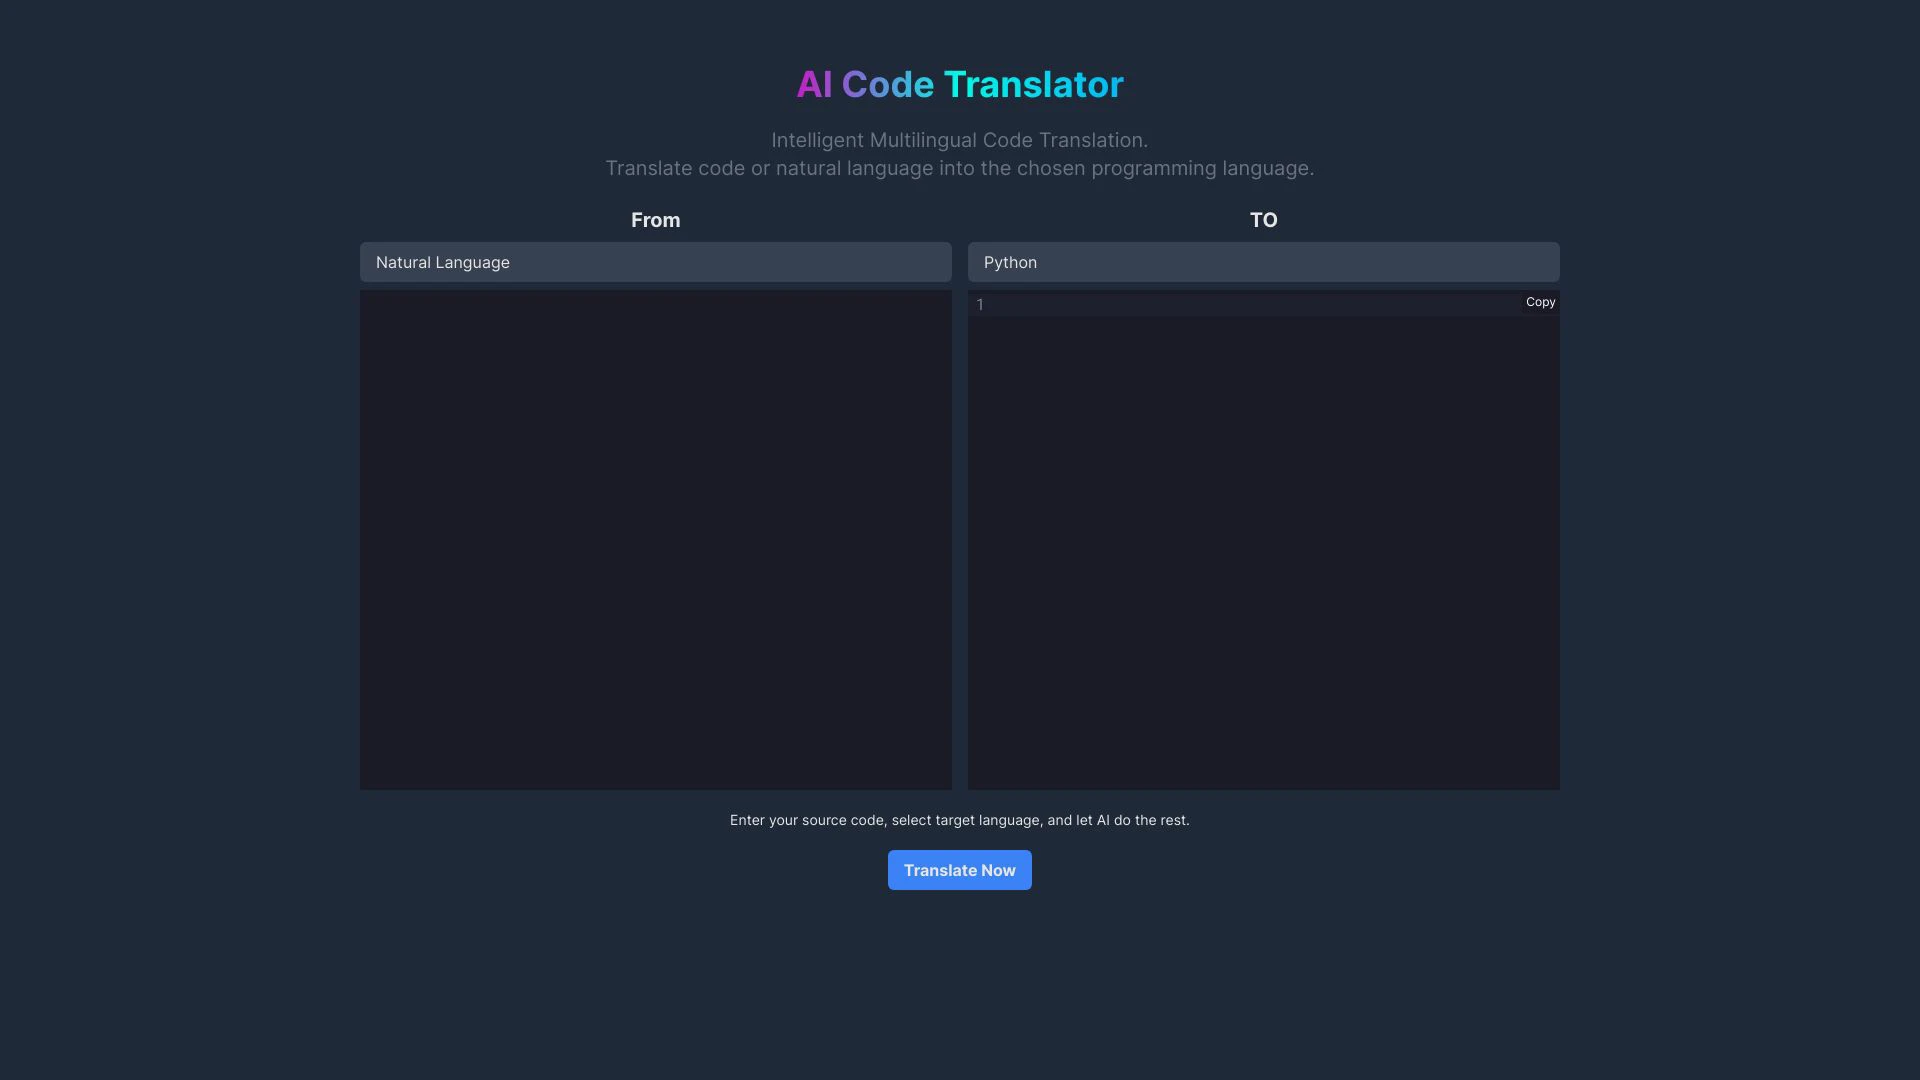 AI Code Translator
Intelligent Multilingual Code Translation.
Translate code or natural language into the chosen programming language.
From
TO
Natural Language
Python
1
Copy
Enter your source code, select target language, and let AI do the rest.
Translate Now